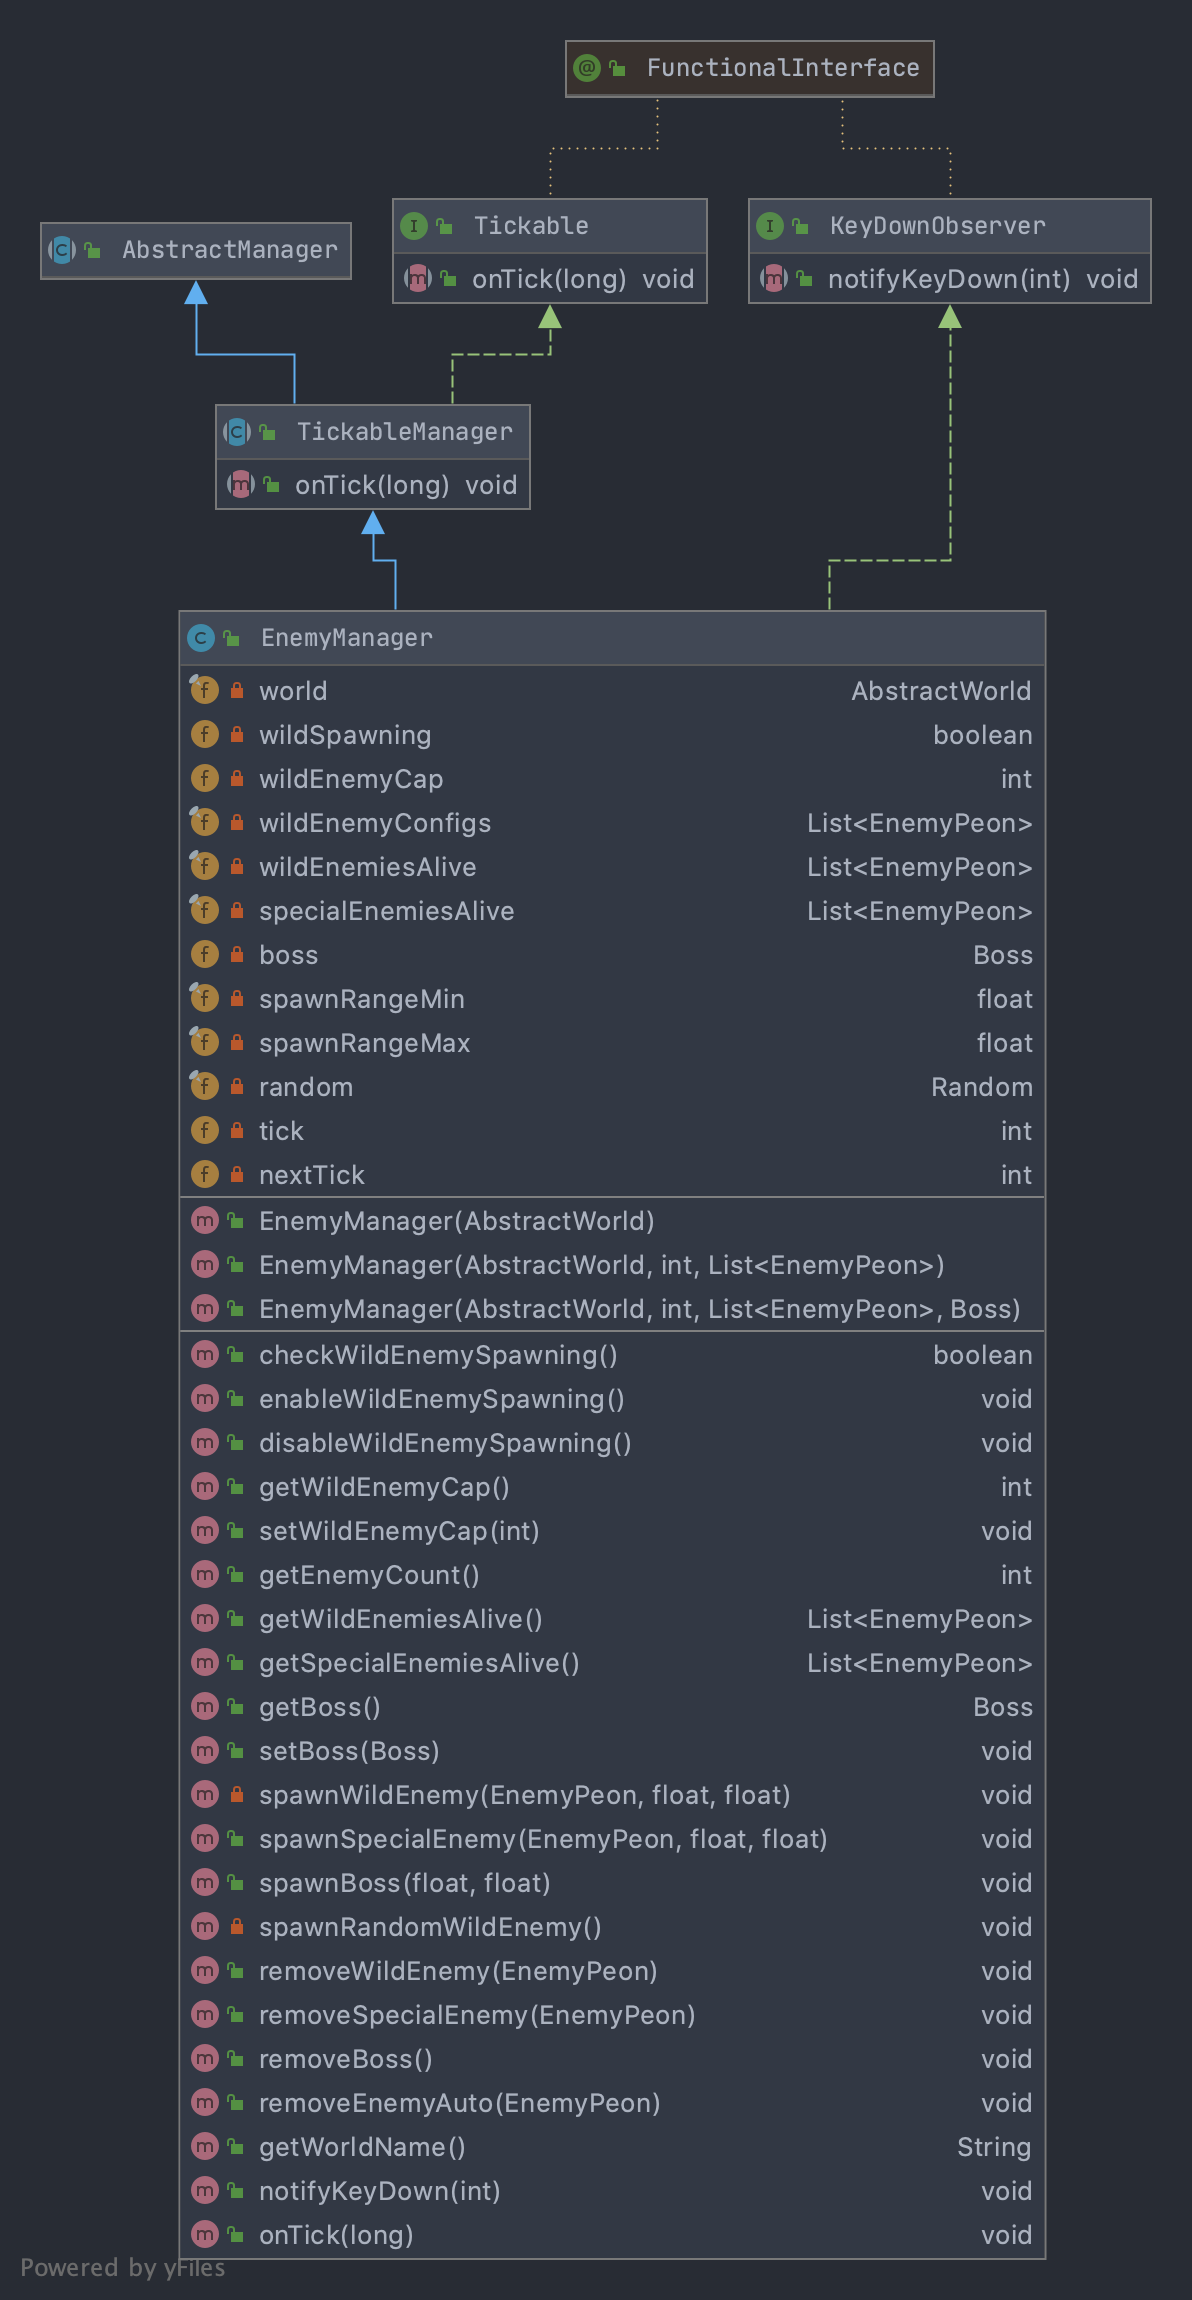 FunctionalInterface
AbstractManager
Tickable
onTick(long) void
KeyDownObserver
notifyKeyDown(int) void
TickableManager
onTick(long) void
EnemyManager
world AbstractWorld
wildSpawning boolean
wildEnemyCap int
wildEnemyConfigs List<EnemyPeon>
wildEnemiesAlive List<EnemyPeon>
specialEnemiesAlive List<EnemyPeon>
boss Boss
spawnRangeMin float
spawnRangeMax float
random Random
tick int
nextTick int
EnemyManager(AbstractWorld)
EnemyManager(AbstractWorld, int, List<EnemyPeon>)
EnemyManager(AbstractWorld, int, List<EnemyPeon>, Boss)
checkWildEnemySpawning() boolean
enableWildEnemySpawning() void
disableWildEnemySpawning() void
getWildEnemyCap() int
setWildEnemyCap(int) void
getEnemyCount() int
getWildEnemiesAlive() List<EnemyPeon>
getSpecialEnemiesAlive() List<EnemyPeon>
getBoss() Boss
setBoss(Boss) void
spawnWildEnemy(EnemyPeon, float, float) void
spawnSpecialEnemy(EnemyPeon, float, float) void
spawnBoss(float, float) void
spawnRandomWildEnemy() void
removeWildEnemy(EnemyPeon) void
removeSpecialEnemy(EnemyPeon) void
removeBoss() void
removeEnemyAuto(EnemyPeon) void
getWorldName() String
notifyKeyDown(int) void
onTick(long) void
Powered by yFiles